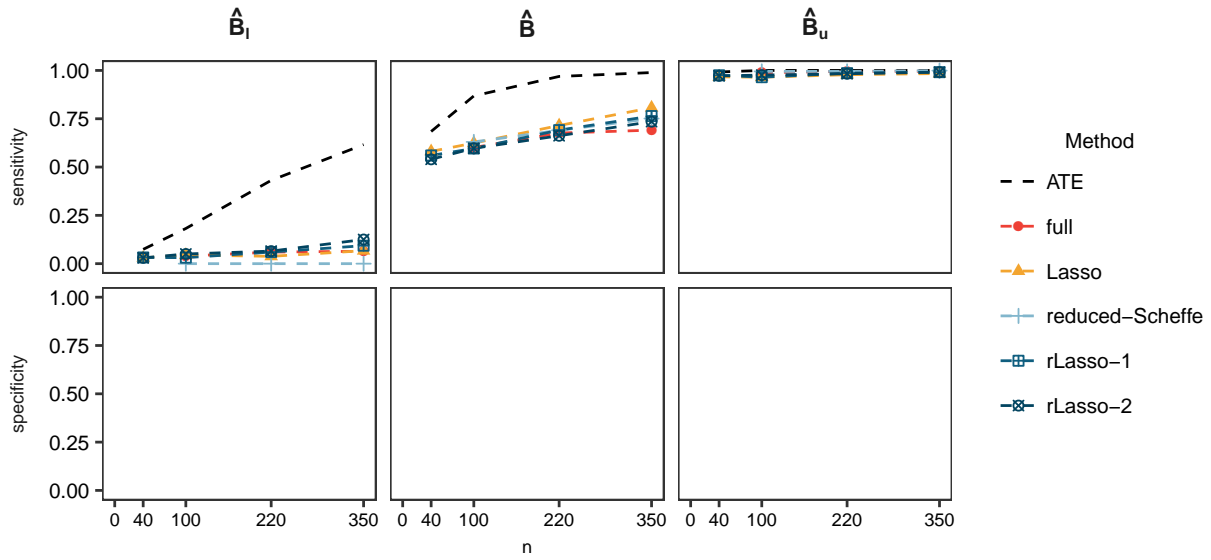 B̂l B̂ B̂u
sensitivity
1.00
0.75
0.50
0.25
0.00
specificity
1.00
0.75
0.50
0.25
0.00
0 40 100 220 350
0 40 100 220 350
0 40 100 220 350
n
Method
ATE
full
Lasso
reduced−Scheffe
rLasso−1
rLasso−2